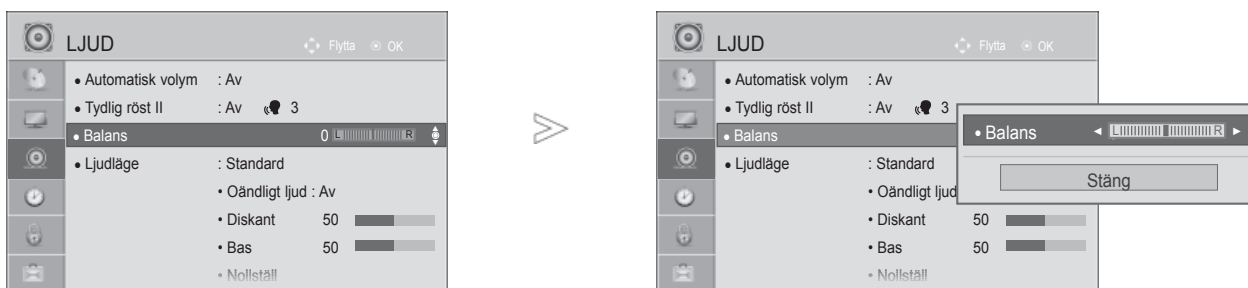 LJUD
Flytta OK
• Automatisk volym : Av
• Tydlig röst II : Av 3
• Balans 0 L R
• Ljudläge : Standard
• Oändligt ljud : Av
• Diskant 50
• Bas 50
• Nollställ
>
LJUD
Flytta OK
• Automatisk volym : Av
• Tydlig röst II : Av 3
• Balans
• Ljudläge : Standard
• Oändligt ljud
• Diskant 50
• Bas 50
• Nollställ
• Balans ◄ L R ►
Stäng